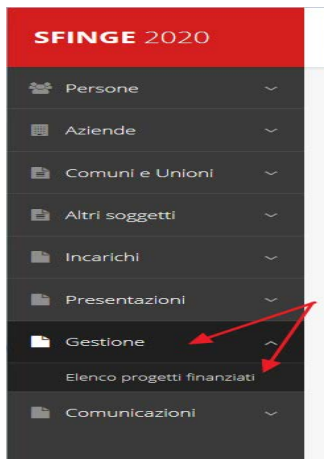 SFINGE 2020
Persone
Aziende
Comuni e Unioni
Altri soggetti
Incarichi
Presentazioni
Gestione
Elenco progetti finanziati
Comunicazioni